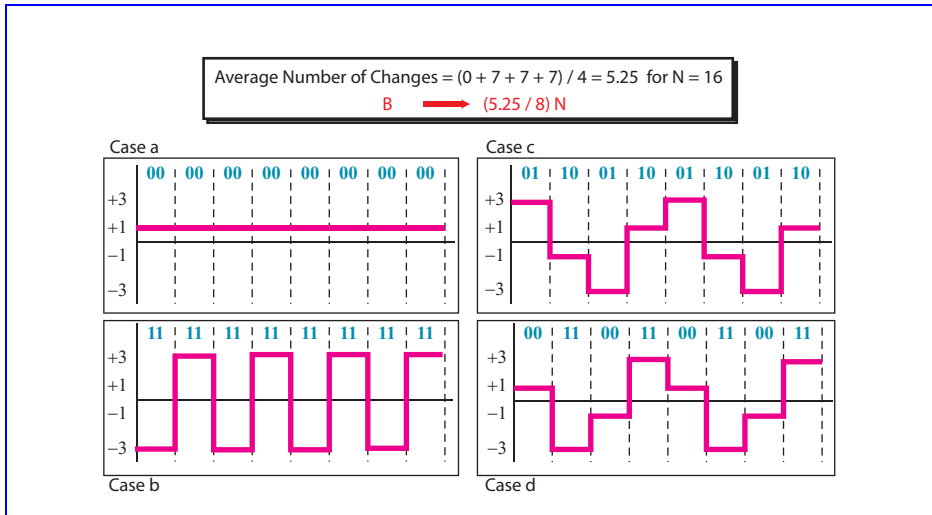 Average Number of Changes = (0 + 7 + 7 + 7) / 4 = 5.25 for N = 16
B (5.25 / 8) N
Case a
00 00 00 00 00 00 00 00
+3
+1
−1
−3
Case c
01 10 01 10 01 10 01 10
+3
+1
−1
−3
11 11 11 11 11 11 11 11
+3
+1
−1
−3
Case b
00 11 00 11 00 11 00 11
+3
+1
−1
−3
Case d